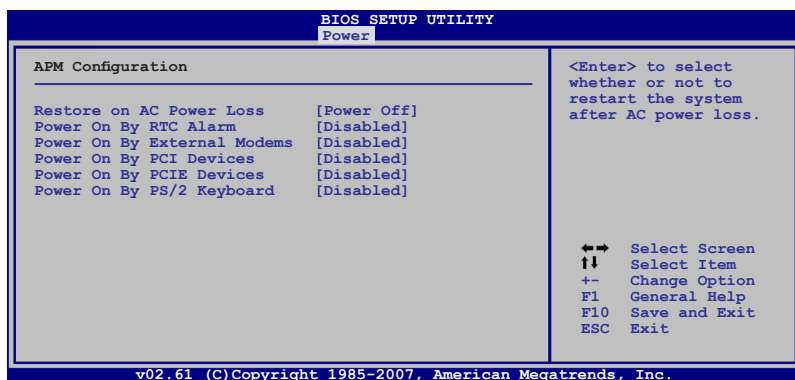 BIOS SETUP UTILITY
Power
APM Configuration
Restore on AC Power Loss [Power Off]
Power On By RTC Alarm [Disabled]
Power On By External Modems [Disabled]
Power On By PCI Devices [Disabled]
Power On By PCIE Devices [Disabled]
Power On By PS/2 Keyboard [Disabled]
<Enter> to select
whether or not to
restart the system
after AC power loss.
←→ Select Screen
↑↓ Select Item
+- Change Option
F1 General Help
F10 Save and Exit
ESC Exit
v02.61 (C)Copyright 1985-2007, American Megatrends, Inc.